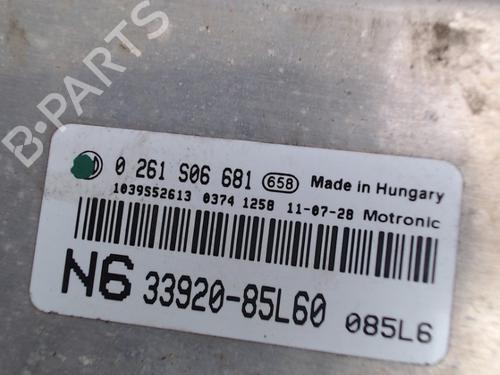 B-PARTS
0 261 S06 681 658 Made in Hungary
1039S52613 0374 1258 11-07-28 Motronic
N6 33920-85L60 085L6